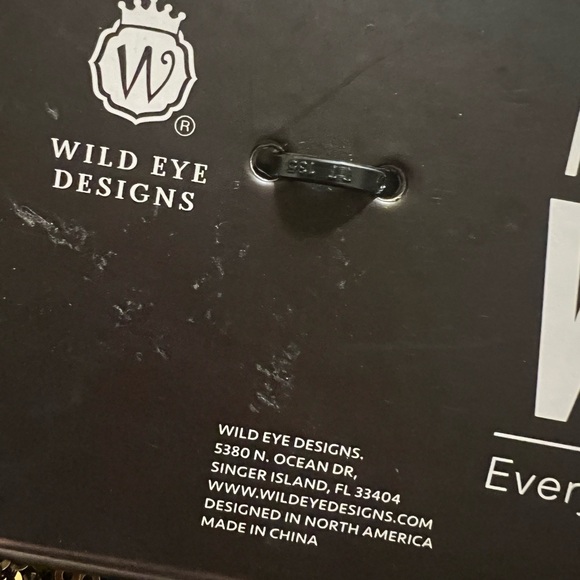 W
®
WILD EYE
DESIGNS
WILD EYE DESIGNS.
5380 N. OCEAN DR,
SINGER ISLAND, FL 33404
WWW.WILDEYEDESIGNS.COM
DESIGNED IN NORTH AMERICA
MADE IN CHINA
Every